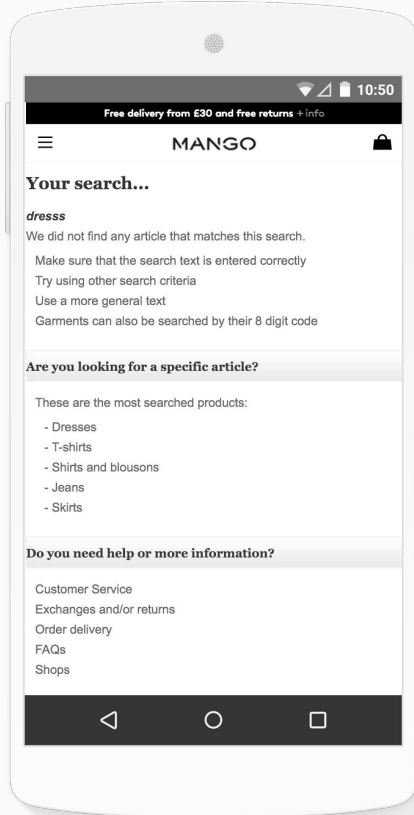 10:50
Free delivery from £30 and free returns +info
MANGO
Your search...
dresss
We did not find any article that matches this search.
Make sure that the search text is entered correctly
Try using other search criteria
Use a more general text
Garments can also be searched by their 8 digit code
Are you looking for a specific article?
These are the most searched products:
- Dresses
- T-shirts
- Shirts and blousons
- Jeans
- Skirts
Do you need help or more information?
Customer Service
Exchanges and/or returns
Order delivery
FAQs
Shops